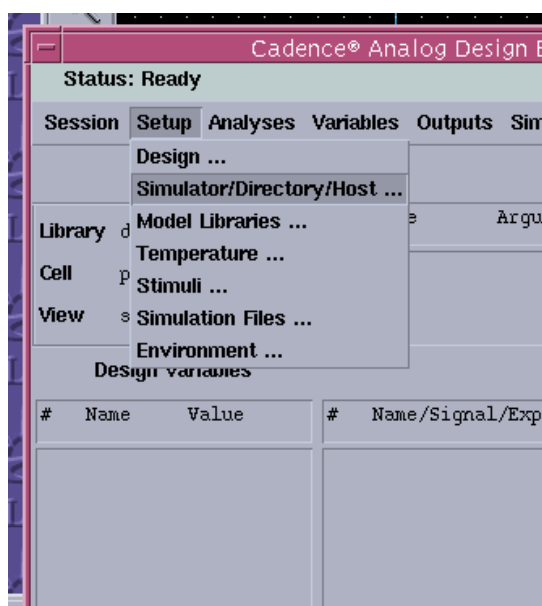 Cadence® Analog Design E
Status: Ready
Session Setup Analyses Variables Outputs Sim
Design ...
Simulator/Directory/Host ...
Model Libraries ...
Temperature ...
Stimuli ...
Simulation Files ...
Environment ...
Library d
Cell p
View s
e Argu
Design Variables
# Name Value
# Name/Signal/Exp